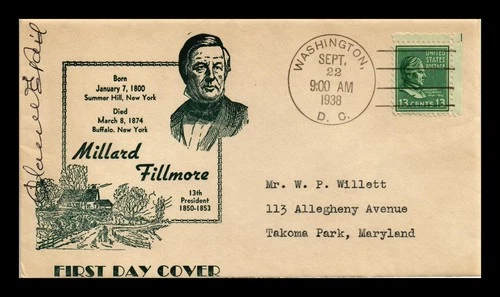 Born
January 7, 1800
Summer Hill, New York
Died
March 8, 1874
Buffalo, New York
Millard
Fillmore
13th
President
1850-1853
FIRST DAY COVER
WASHINGTON,
SEPT.
22
9:00 AM
1938
D. C.
UNITED
STATES
POSTAGE
13 CENTS 13
Mr. W. P. Willett
113 Allegheny Avenue
Takoma Park, Maryland